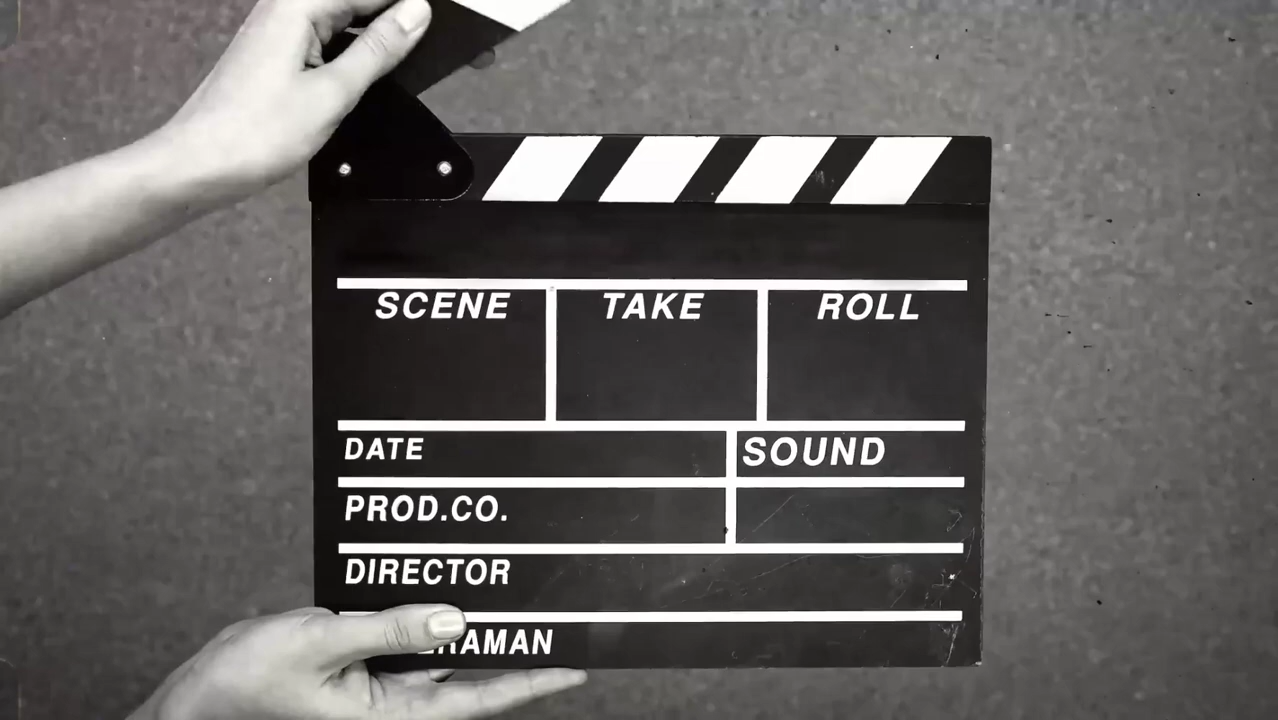 SCENE TAKE ROLL
DATE SOUND
PROD.CO.
DIRECTOR